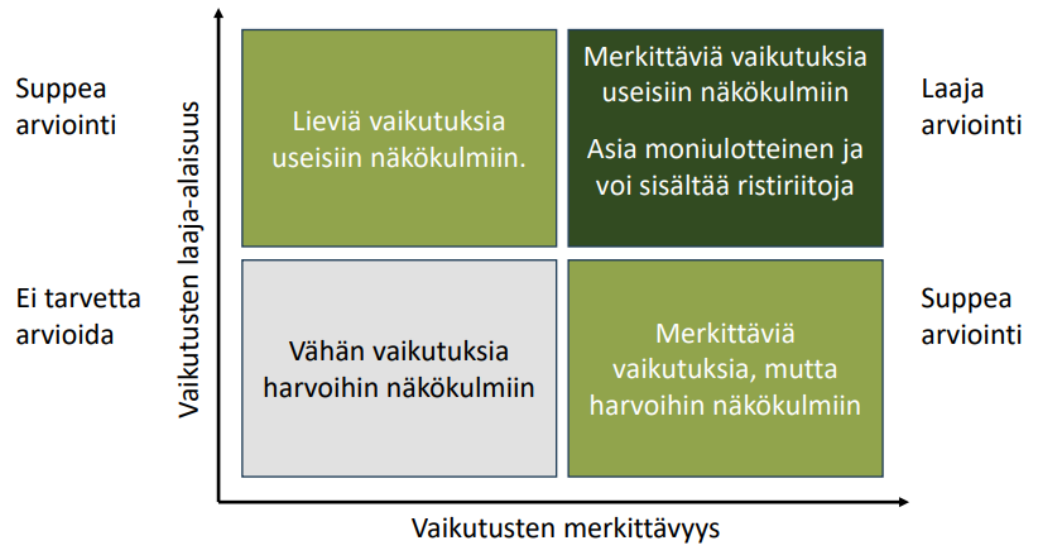 Suppea
arviointi
Lieviä vaikutuksia
useisiin näkökulmiin.
Merkittäviä vaikutuksia
useisiin näkökulmiin
Asia moniulotteinen ja
voi sisältää ristiriitoja
Laaja
arviointi
Vaikutusten laaja-alaisuus
Ei tarvetta
arvioida
Vähän vaikutuksia
harvoihin näkökulmiin
Merkittäviä
vaikutuksia, mutta
harvoihin näkökulmiin
Suppea
arviointi
Vaikutusten merkittävyys